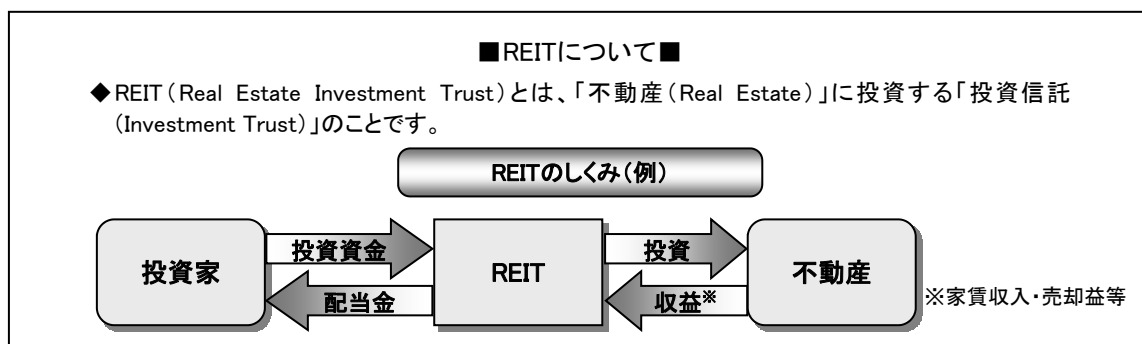 ■REITについて■
◆REIT(Real Estate Investment Trust)とは、「不動産(Real Estate)」に投資する「投資信託
(Investment Trust)」のことです。
REITのしくみ(例)
投資家
投資資金
配当金
REIT
投資
収益※
不動産
※家賃収入・売却益等